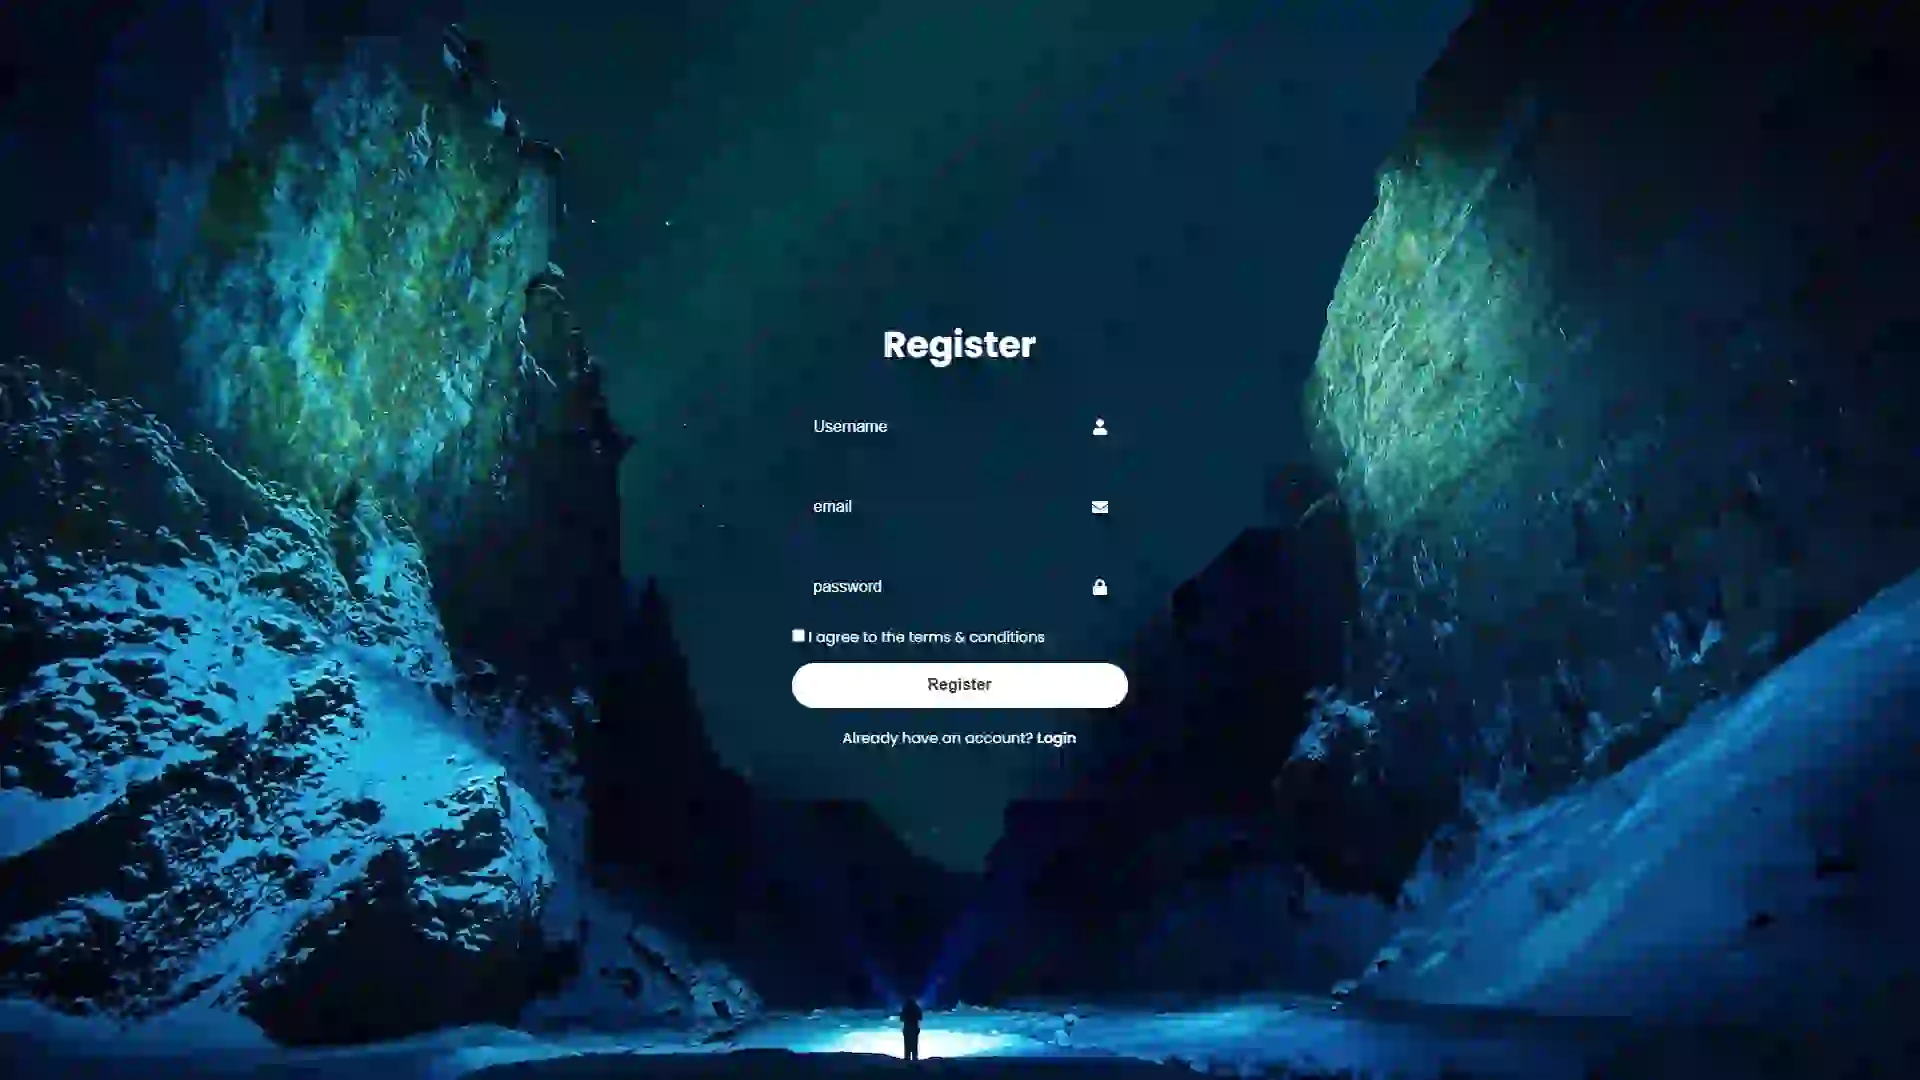 Register
Username
email
password
I agree to the terms & conditions
Register
Already have an account? Login